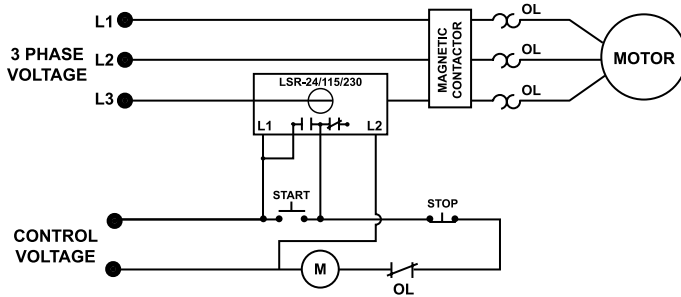 L1
OL
3 PHASE
VOLTAGE
L2
OL
MAGNETIC
CONTACTOR
MOTOR
LSR-24/115/230
L3
OL
L1
L2
START
STOP
CONTROL
VOLTAGE
M
OL